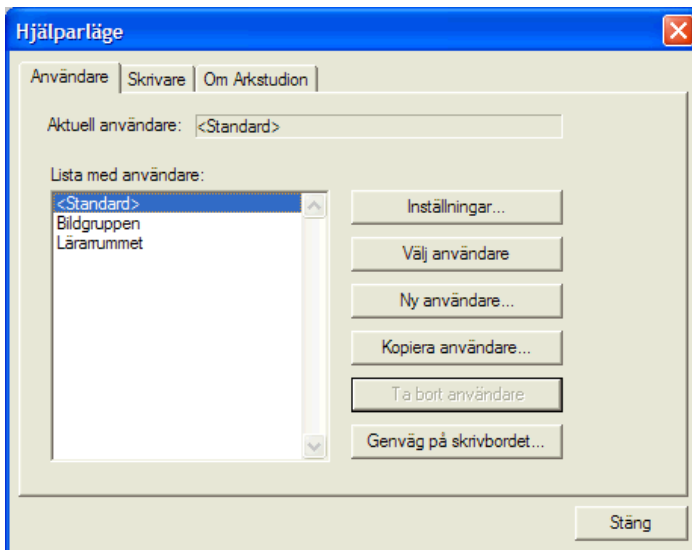 Hjälparläge
Användare Skrivare Om Arkstudion
Aktuell användare: <Standard>
Lista med användare:
<Standard>
Bildgruppen
Lärarrummet
Inställningar...
Välj användare
Ny användare...
Kopiera användare...
Ta bort användare
Genväg på skrivbordet...
Stäng